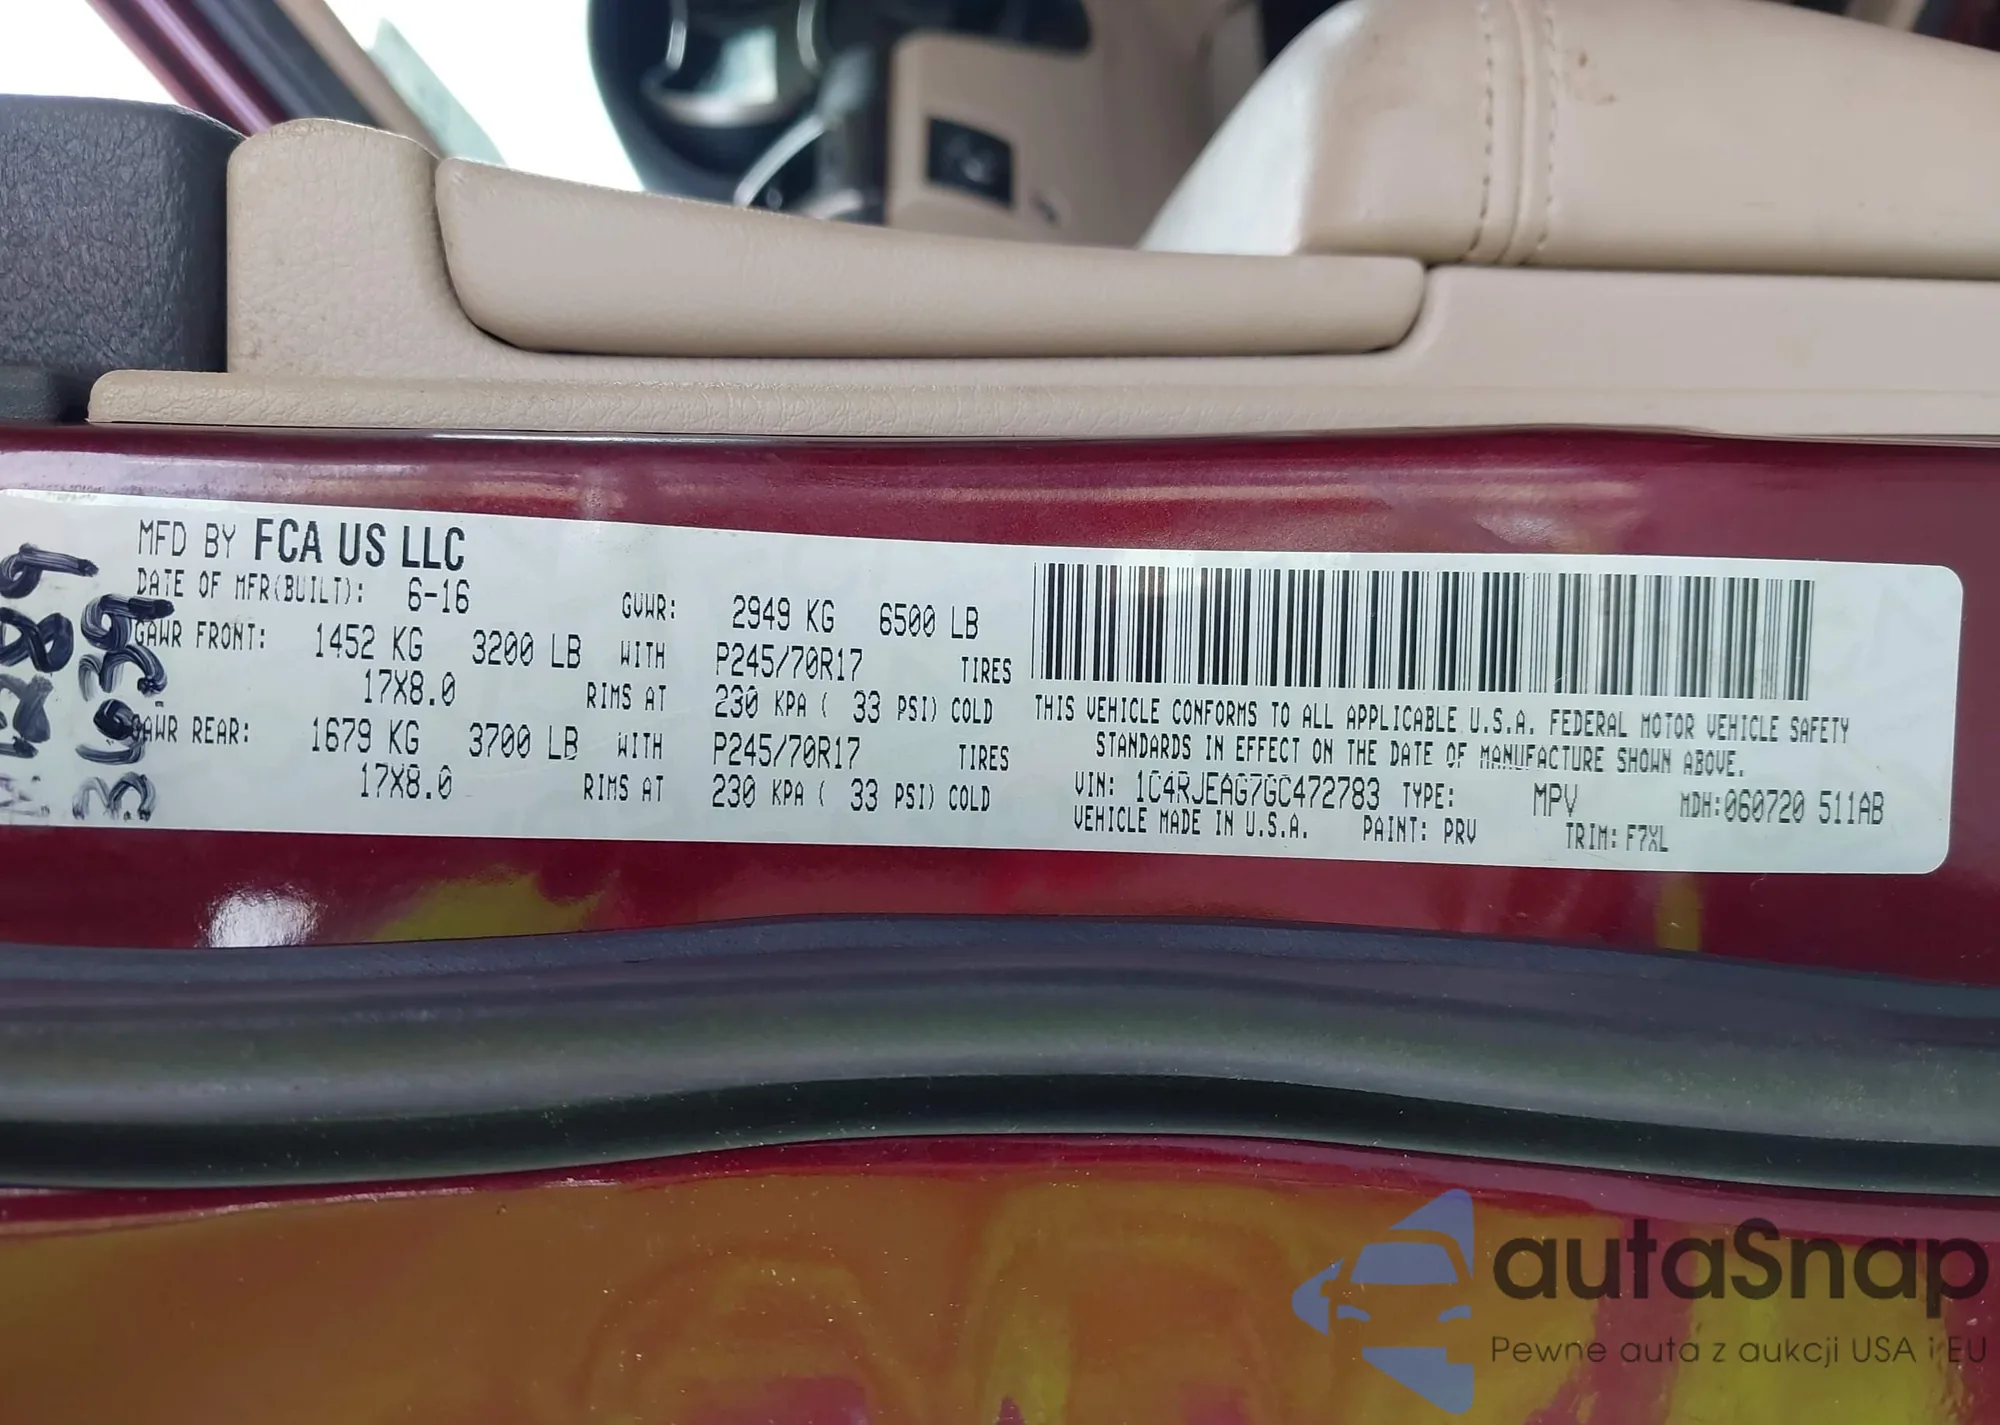 MFD BY FCA US LLC
DATE OF MFR(BUILT): 6-16 GVWR: 2949 KG 6500 LB
GAWR FRONT: 1452 KG 3200 LB WITH P245/70R17 TIRES
17X8.0 RIMS AT 230 KPA ( 33 PSI) COLD
GAWR REAR: 1679 KG 3700 LB WITH P245/70R17 TIRES
17X8.0 RIMS AT 230 KPA ( 33 PSI) COLD
THIS VEHICLE CONFORMS TO ALL APPLICABLE U.S.A. FEDERAL MOTOR VEHICLE SAFETY
STANDARDS IN EFFECT ON THE DATE OF MANUFACTURE SHOWN ABOVE.
VIN: 1C4RJEAG7GC472783 TYPE: MPV MDH:060720 511AB
VEHICLE MADE IN U.S.A. PAINT: PRV TRIM: F7XL
autaSnap
Pewne auta z aukcji USA i EU